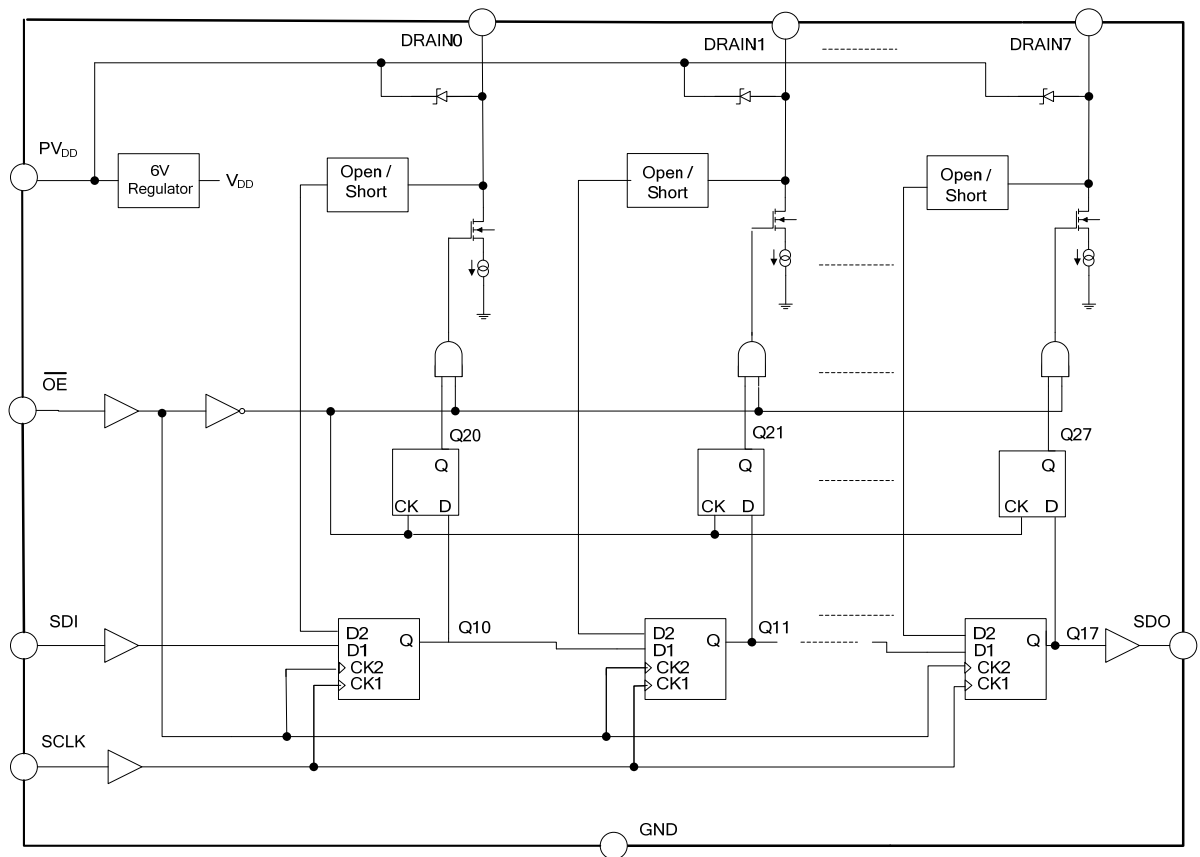 DRAIN0
DRAIN1
DRAIN7
PVDD
6V
Regulator
VDD
Open /
Short
Open /
Short
Open /
Short
OE
Q20
Q21
Q27
Q
CK D
Q
CK D
Q
CK D
SDI
D2
D1
CK2
CK1
Q
Q10
D2
D1
CK2
CK1
Q
Q11
D2
D1
CK2
CK1
Q
Q17
SDO
SCLK
GND